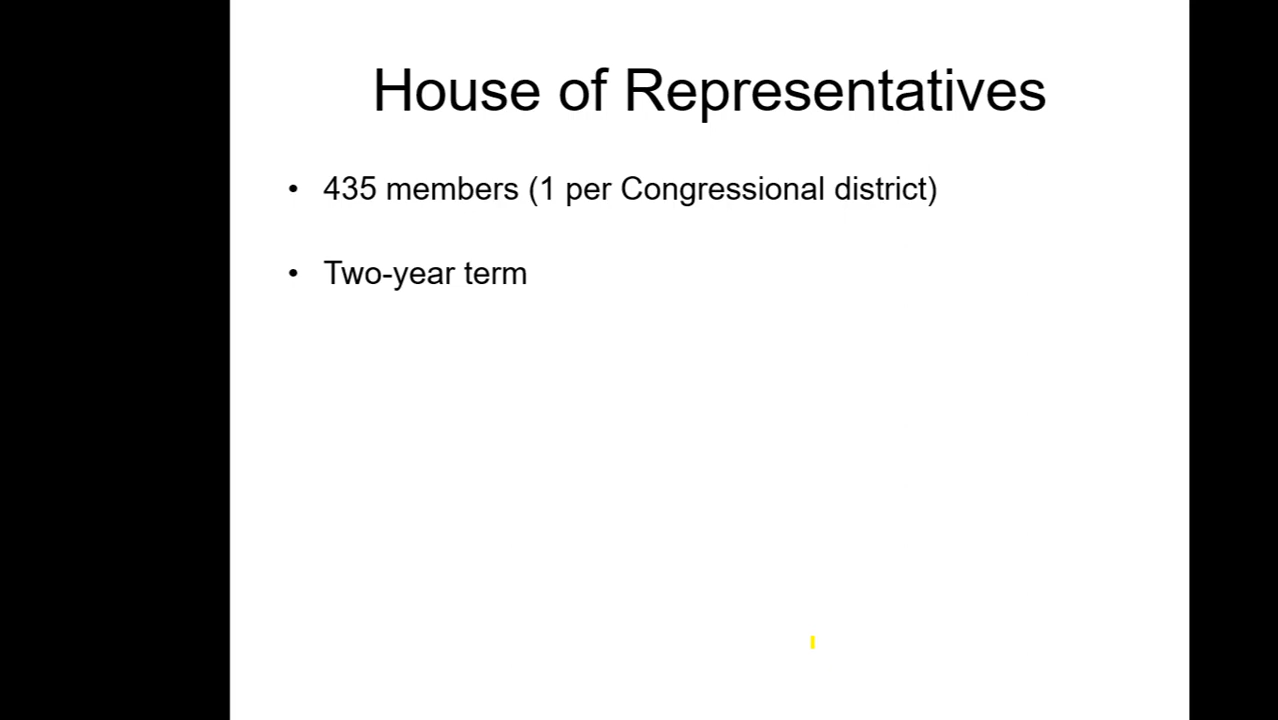 House of Representatives
• 435 members (1 per Congressional district)
• Two-year term